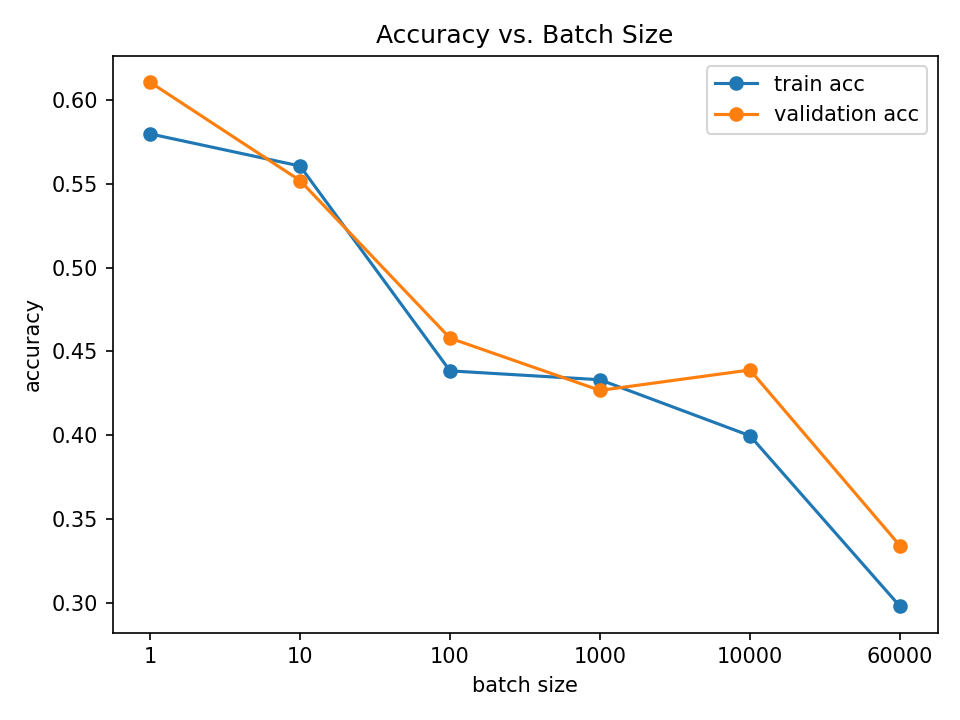 Accuracy vs. Batch Size
train acc
validation acc
accuracy
0.60
0.55
0.50
0.45
0.40
0.35
0.30
1 10 100 1000 10000 60000
batch size